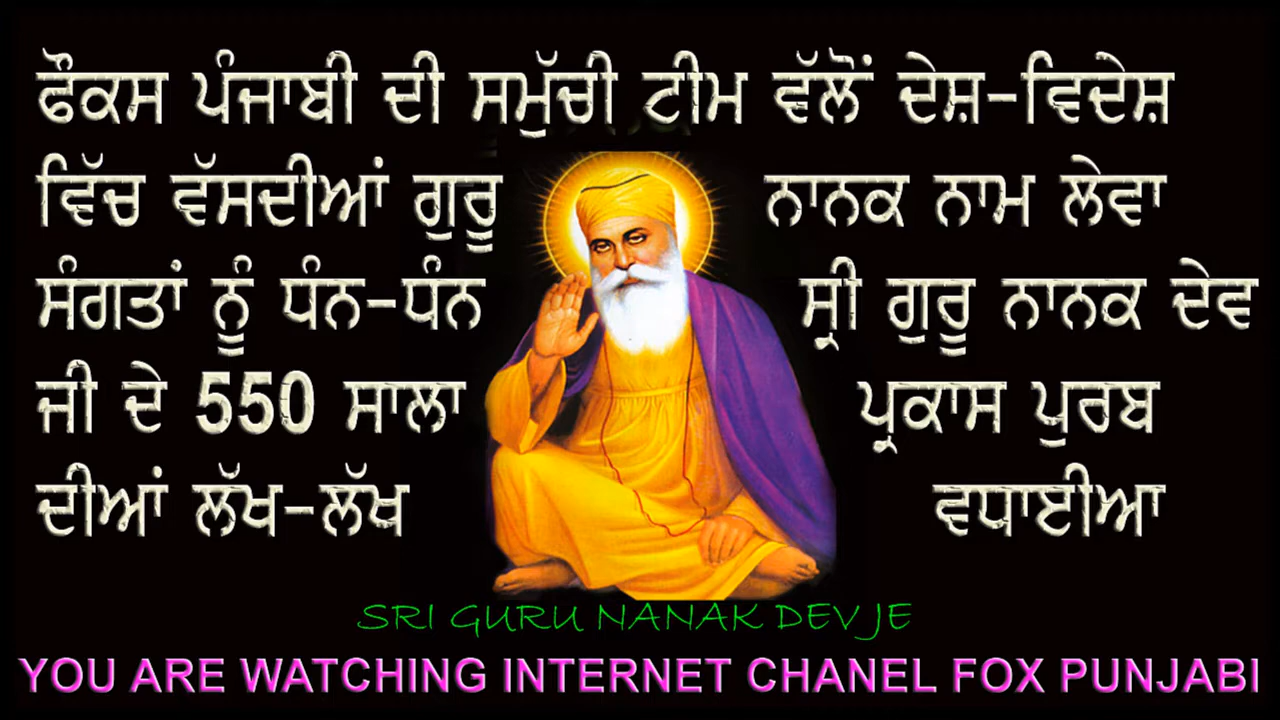 ਫੌਕਸ ਪੰਜਾਬੀ ਦੀ ਸਮੁੱਚੀ ਟੀਮ ਵੱਲੋਂ ਦੇਸ਼-ਵਿਦੇਸ਼
ਵਿੱਚ ਵੱਸਦੀਆਂ ਗੁਰੂ ਨਾਨਕ ਨਾਮ ਲੇਵਾ
ਸੰਗਤਾਂ ਨੂੰ ਧੰਨ-ਧੰਨ ਸ੍ਰੀ ਗੁਰੂ ਨਾਨਕ ਦੇਵ
ਜੀ ਦੇ 550 ਸਾਲਾ ਪ੍ਰਕਾਸ ਪੁਰਬ
ਦੀਆਂ ਲੱਖ-ਲੱਖ ਵਧਾਈਆ
SRI GURU NANAK DEV JE
YOU ARE WATCHING INTERNET CHANEL FOX PUNJABI